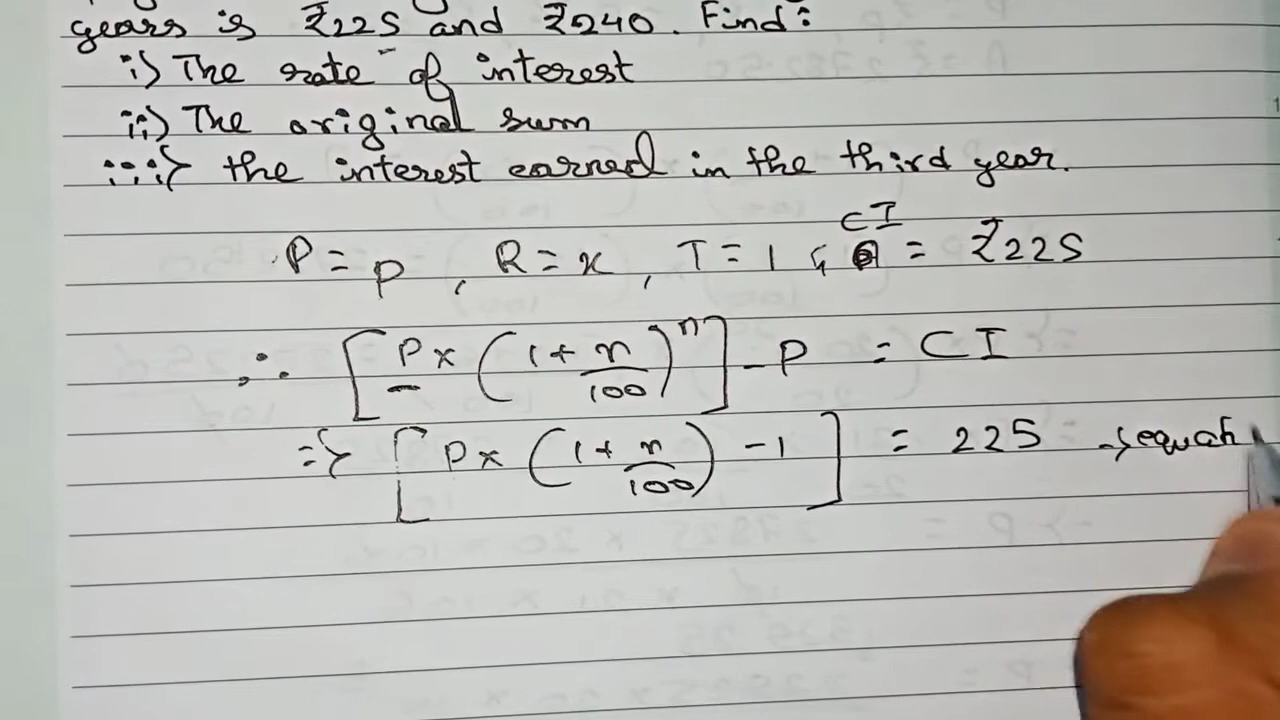 years is ₹225 and ₹240. Find:
i) The rate of interest
ii) The original sum
iii) the interest earned in the third year.
P = P, R = x, T = 1 & CI = ₹225
∴ [P × (1 + n/100)^n] - P = CI
=> [P × (1 + n/100) - 1] = 225 → equati